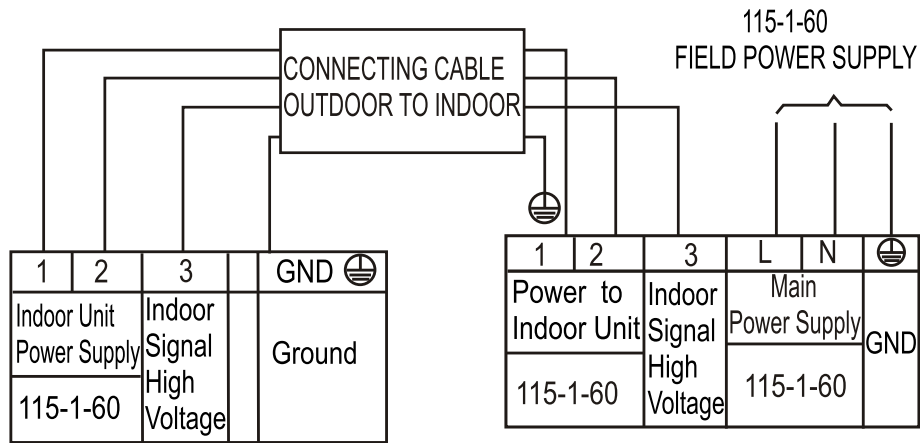 115-1-60
FIELD POWER SUPPLY
CONNECTING CABLE
OUTDOOR TO INDOOR
1 2 3 GND
Indoor Unit
Power Supply
115-1-60
Indoor
Signal
High
Voltage
Ground
1 2 3 L N
Power to
Indoor Unit
115-1-60
Indoor
Signal
High
Voltage
Main
Power Supply
115-1-60
GND